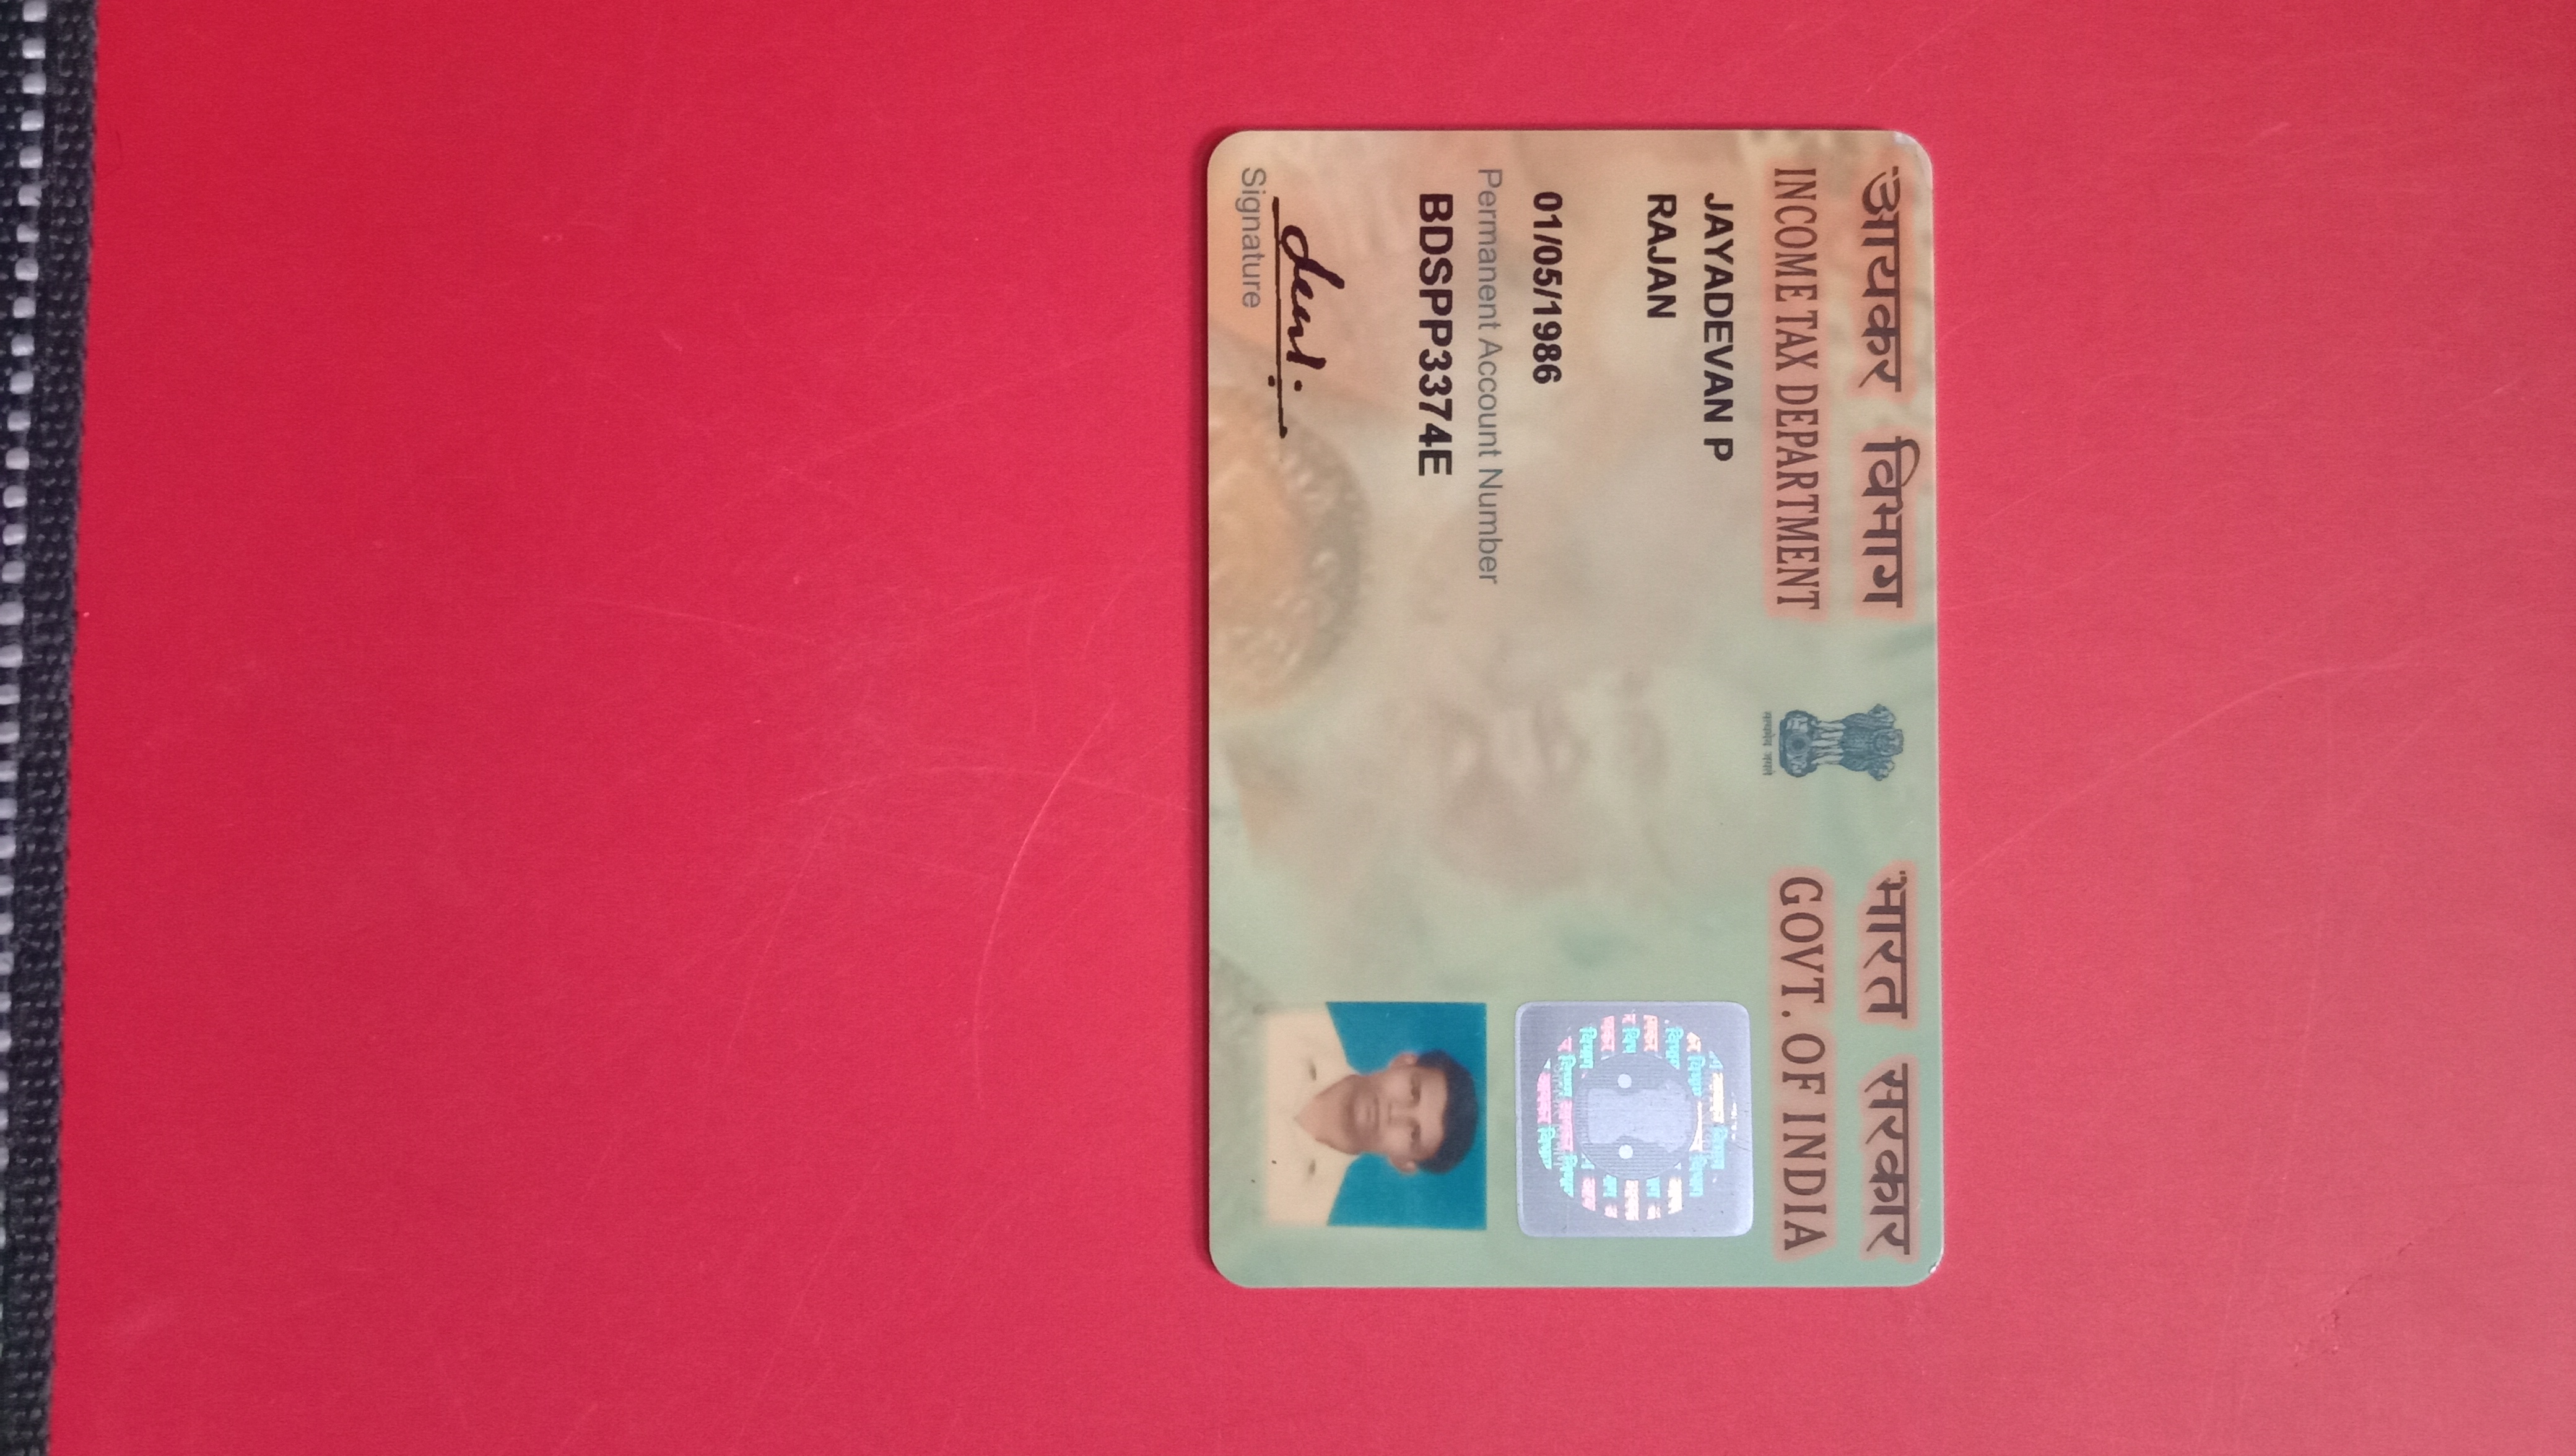 आयकर विभाग
भारत सरकार
INCOME TAX DEPARTMENT
GOVT. OF INDIA
सत्यमेव जयते
JAYADEVAN P
RAJAN
01/05/1986
Permanent Account Number
BDSPP3374E
Signature